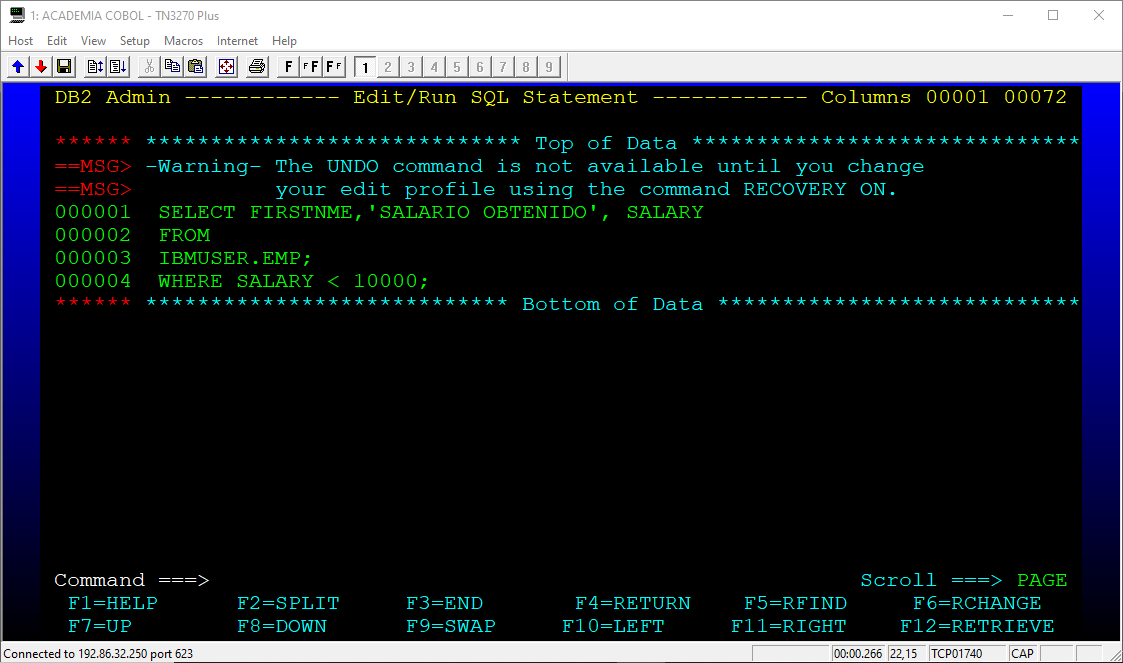 1: ACADEMIA COBOL - TN3270 Plus
Host Edit View Setup Macros Internet Help
F FF FF 1 2 3 4 5 6 7 8 9
DB2 Admin ------------ Edit/Run SQL Statement ------------ Columns 00001 00072
****** ***************************** Top of Data ******************************
==MSG> -Warning- The UNDO command is not available until you change
==MSG>           your edit profile using the command RECOVERY ON.
000001  SELECT FIRSTNME,'SALARIO OBTENIDO', SALARY
000002  FROM
000003  IBMUSER.EMP;
000004  WHERE SALARY < 10000;
****** **************************** Bottom of Data ****************************
Command ===> Scroll ===> PAGE
F1=HELP F2=SPLIT F3=END F4=RETURN F5=RFIND F6=RCHANGE
F7=UP F8=DOWN F9=SWAP F10=LEFT F11=RIGHT F12=RETRIEVE
Connected to 192.86.32.250 port 623 00:00.266 22,15 TCP01740 CAP